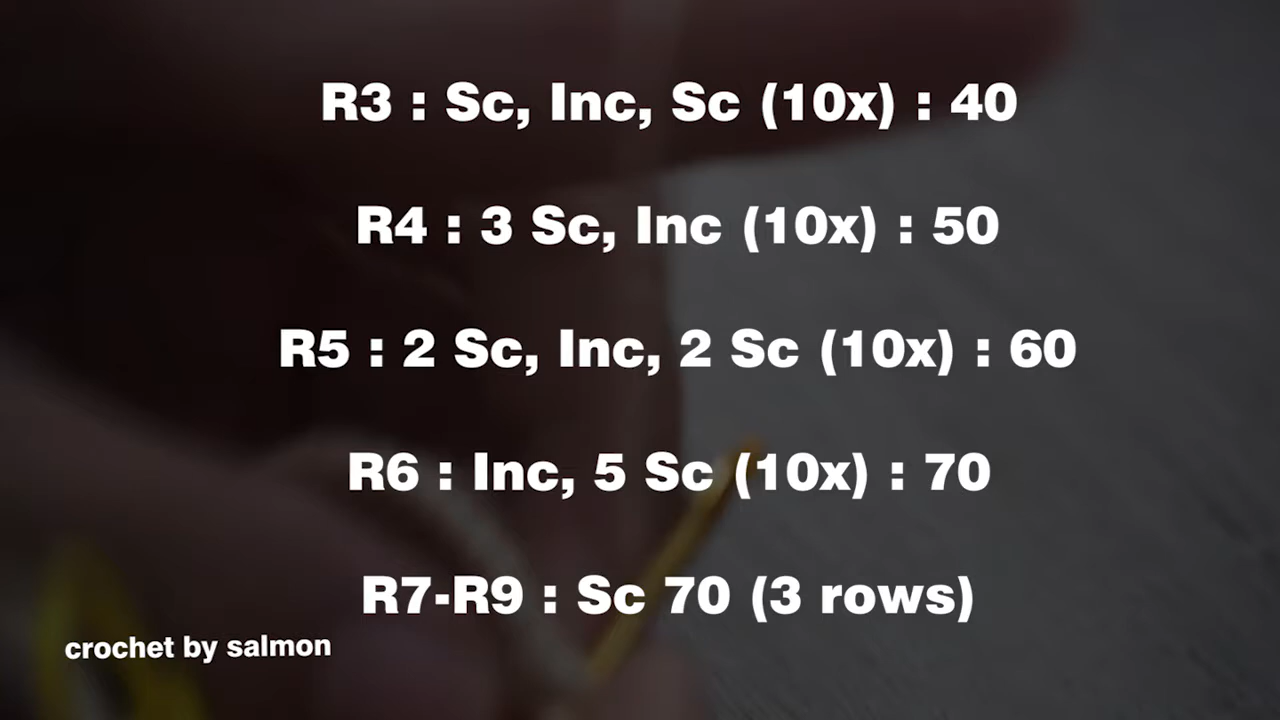 R3 : Sc, Inc, Sc (10x) : 40
R4 : 3 Sc, Inc (10x) : 50
R5 : 2 Sc, Inc, 2 Sc (10x) : 60
R6 : Inc, 5 Sc (10x) : 70
R7-R9 : Sc 70 (3 rows)
crochet by salmon